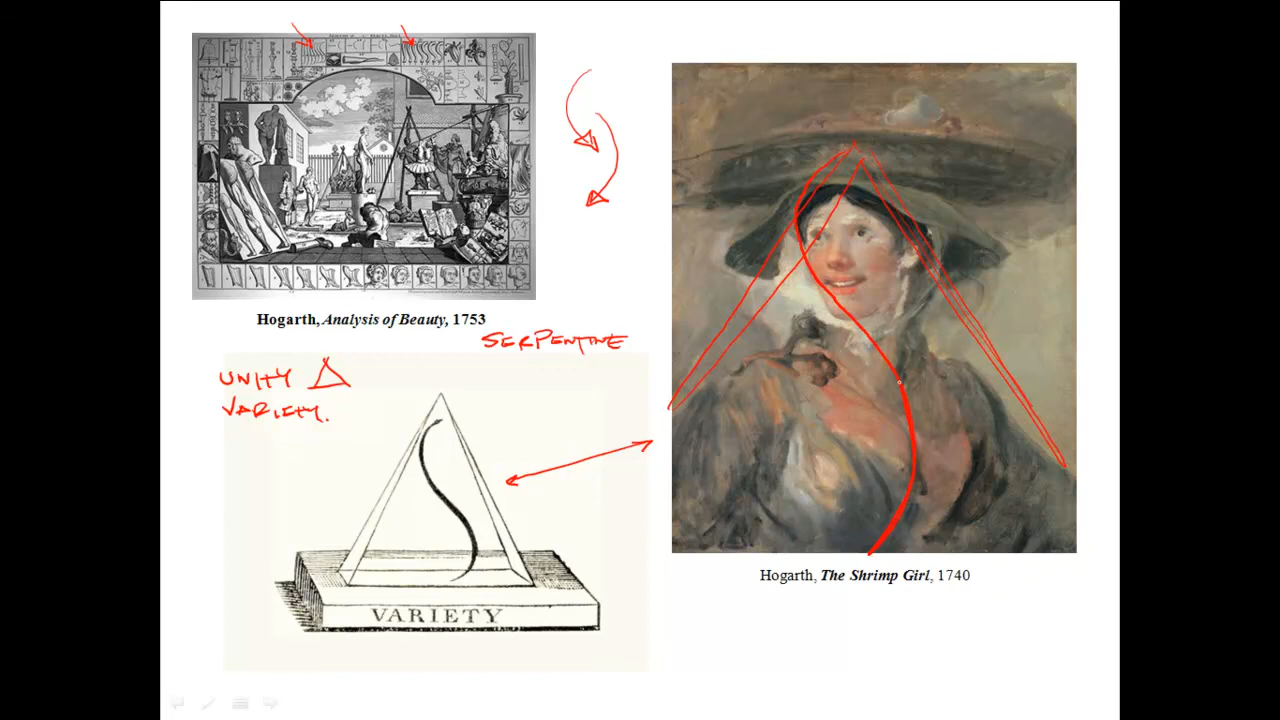 Hogarth, Analysis of Beauty, 1753
SERPENTINE
UNITY
VARIETY.
VARIETY
Hogarth, The Shrimp Girl, 1740